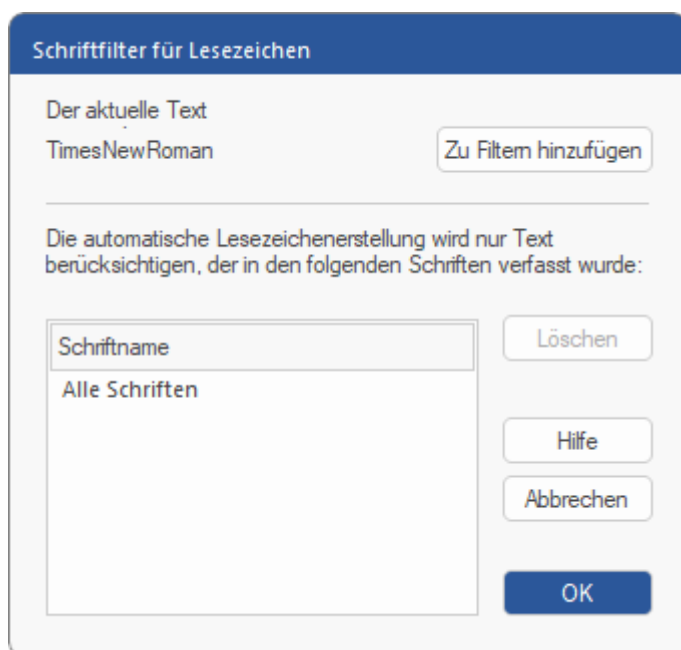 Schriftfilter für Lesezeichen
Der aktuelle Text
TimesNewRoman
Zu Filtern hinzufügen
Die automatische Lesezeichenerstellung wird nur Text
berücksichtigen, der in den folgenden Schriften verfasst wurde:
Schriftname
Alle Schriften
Löschen
Hilfe
Abbrechen
OK